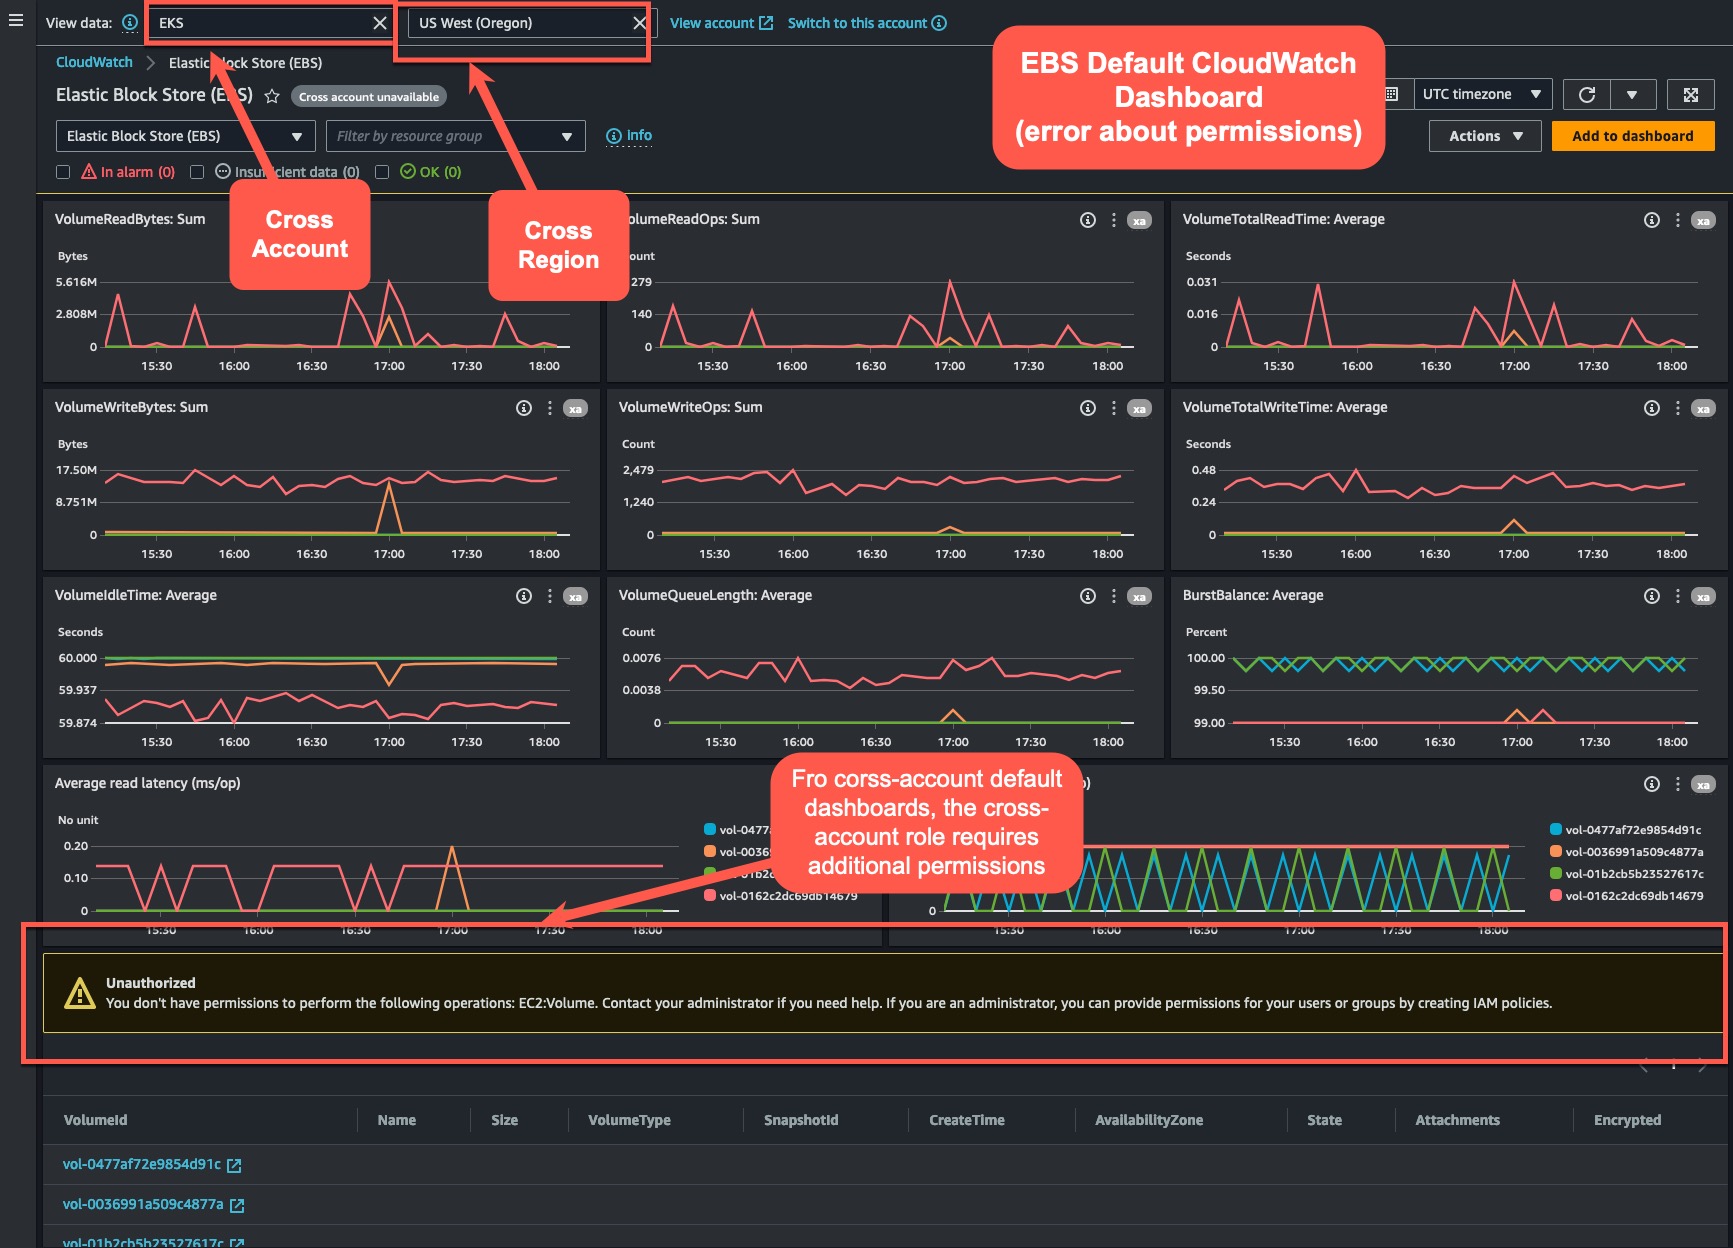 View data: EKS US West (Oregon) View account Switch to this account
CloudWatch Elastic Block Store (EBS)
Elastic Block Store (EBS) Cross account unavailable
UTC timezone
Elastic Block Store (EBS) Filter by resource group Info
Actions Add to dashboard
In alarm (0) Insufficient data (0) OK (0)
EBS Default CloudWatch
Dashboard
(error about permissions)
Cross
Account
Cross
Region
VolumeReadBytes: Sum
Bytes
5.616M
2.808M
0
15:30 16:00 16:30 17:00 17:30 18:00
VolumeReadOps: Sum
xa
Count
279
140
0
15:30 16:00 16:30 17:00 17:30 18:00
VolumeTotalReadTime: Average
xa
Seconds
0.031
0.016
0
15:30 16:00 16:30 17:00 17:30 18:00
VolumeWriteBytes: Sum
xa
Bytes
17.50M
8.751M
0
15:30 16:00 16:30 17:00 17:30 18:00
VolumeWriteOps: Sum
xa
Count
2,479
1,240
0
15:30 16:00 16:30 17:00 17:30 18:00
VolumeTotalWriteTime: Average
xa
Seconds
0.48
0.24
0
15:30 16:00 16:30 17:00 17:30 18:00
VolumeIdleTime: Average
xa
Seconds
60.000
59.937
59.874
15:30 16:00 16:30 17:00 17:30 18:00
VolumeQueueLength: Average
xa
Count
0.0076
0.0038
0
15:30 16:00 16:30 17:00 17:30 18:00
BurstBalance: Average
xa
Percent
100.00
99.50
99.00
15:30 16:00 16:30 17:00 17:30 18:00
Average read latency (ms/op)
No unit
0.20
0.10
0
15:30 16:00 16:30 17:00 17:30 18:00
vol-0477a
vol-0036
vol-0162c2dc69db14679
Fro corss-account default
dashboards, the cross-
account role requires
additional permissions
xa
0
15:30 16:00 16:30 17:00 17:30 18:00
vol-0477af72e9854d91c
vol-0036991a509c4877a
vol-01b2cb5b23527617c
vol-0162c2dc69db14679
Unauthorized
You don't have permissions to perform the following operations: EC2:Volume. Contact your administrator if you need help. If you are an administrator, you can provide permissions for your users or groups by creating IAM policies.
VolumeId Name Size VolumeType SnapshotId CreateTime AvailabilityZone State Attachments Encrypted
vol-0477af72e9854d91c
vol-0036991a509c4877a
vol-01b2cb5b23527617c